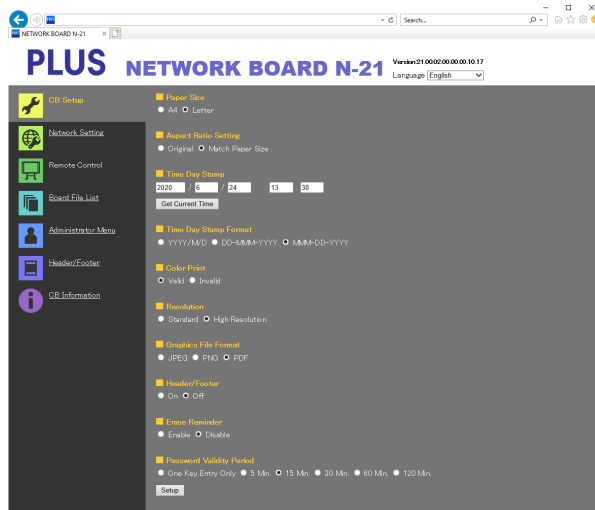 Search...
NETWORK BOARD N-21
PLUS NETWORK BOARD N-21
Version:21.00.02.00.00.00.10.17
Language English
CB Setup
Network Setting
Remote Control
Board File List
Administrator Menu
Header/Footer
CB Information
Paper Size
A4 Letter
Aspect Ratio Setting
Original Match Paper Size
Time Day Stamp
2020 / 6 / 24 13 : 30
Get Current Time
Time Day Stamp Format
YYYY/M/D DD-MMM-YYYY MMM-DD-YYYY
Color Print
Valid Invalid
Resolution
Standard High Resolution
Graphics File Format
JPEG PNG PDF
Header/Footer
On Off
Erase Reminder
Enable Disable
Password Validity Period
One Key Entry Only 5 Min. 15 Min. 30 Min. 60 Min. 120 Min.
Setup